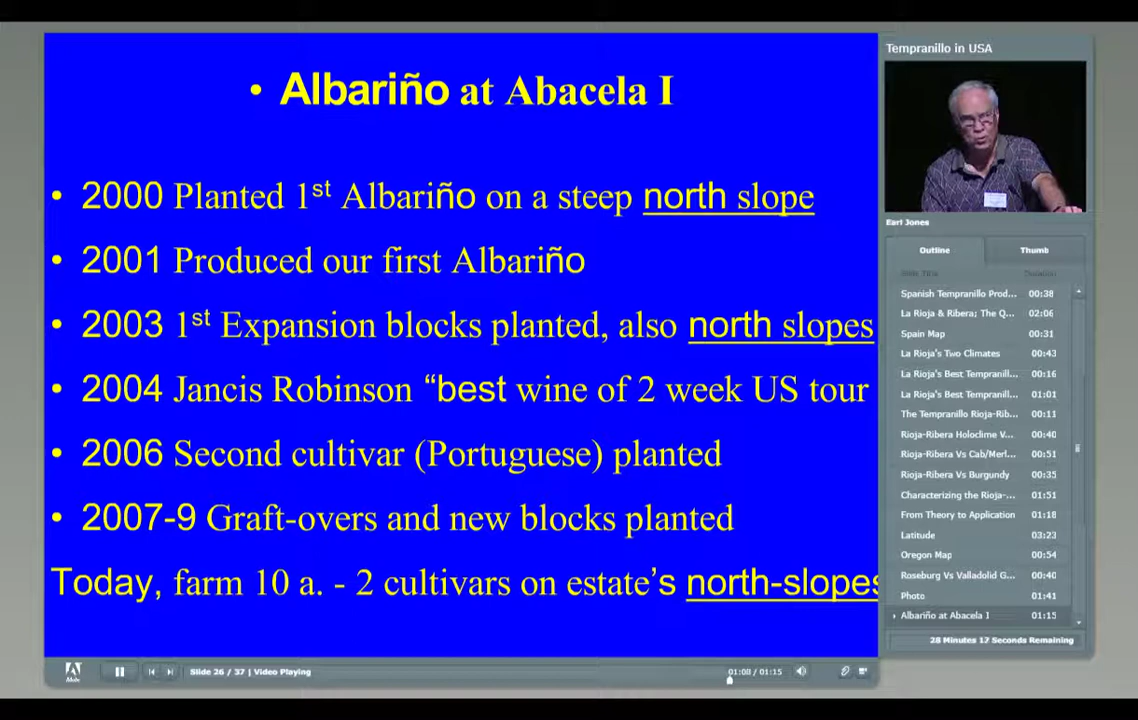 • Albariño at Abacela I
• 2000 Planted 1st Albariño on a steep north slope
• 2001 Produced our first Albariño
• 2003 1st Expansion blocks planted, also north slopes
• 2004 Jancis Robinson “best wine of 2 week US tour
• 2006 Second cultivar (Portuguese) planted
• 2007-9 Graft-overs and new blocks planted
Today, farm 10 a. - 2 cultivars on estate’s north-slopes
Adobe
Slide 26 / 37 | Video Playing
01:08 / 01:15
Tempranillo in USA
Earl Jones
Outline Thumb
Slide Title Duration
Spanish Tempranillo Prod... 00:38
La Rioja & Ribera; The Q... 02:06
Spain Map 00:31
La Rioja's Two Climates 00:43
La Rioja's Best Tempranill... 00:16
La Rioja's Best Tempranill... 01:01
The Tempranillo Rioja-Rib... 00:11
Rioja-Ribera Holoclime V... 00:40
Rioja-Ribera Vs Cab/Merl... 00:51
Rioja-Ribera Vs Burgundy 00:35
Characterizing the Rioja-... 01:51
From Theory to Application 01:18
Latitude 03:23
Oregon Map 00:54
Roseburg Vs Valladolid G... 00:40
Photo 01:41
Albariño at Abacela I 01:15
28 Minutes 17 Seconds Remaining